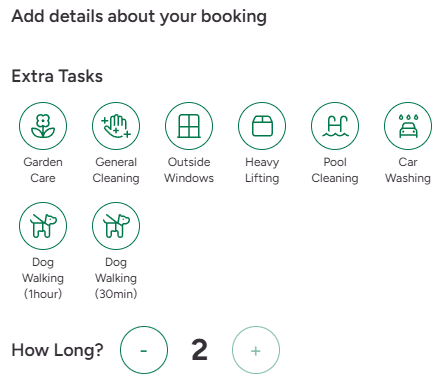 Add details about your booking
Extra Tasks
Garden General Outside Heavy Pool Car
Care Cleaning Windows Lifting Cleaning Washing
Dog Dog
Walking Walking
(1hour) (30min)
How Long? - 2 +